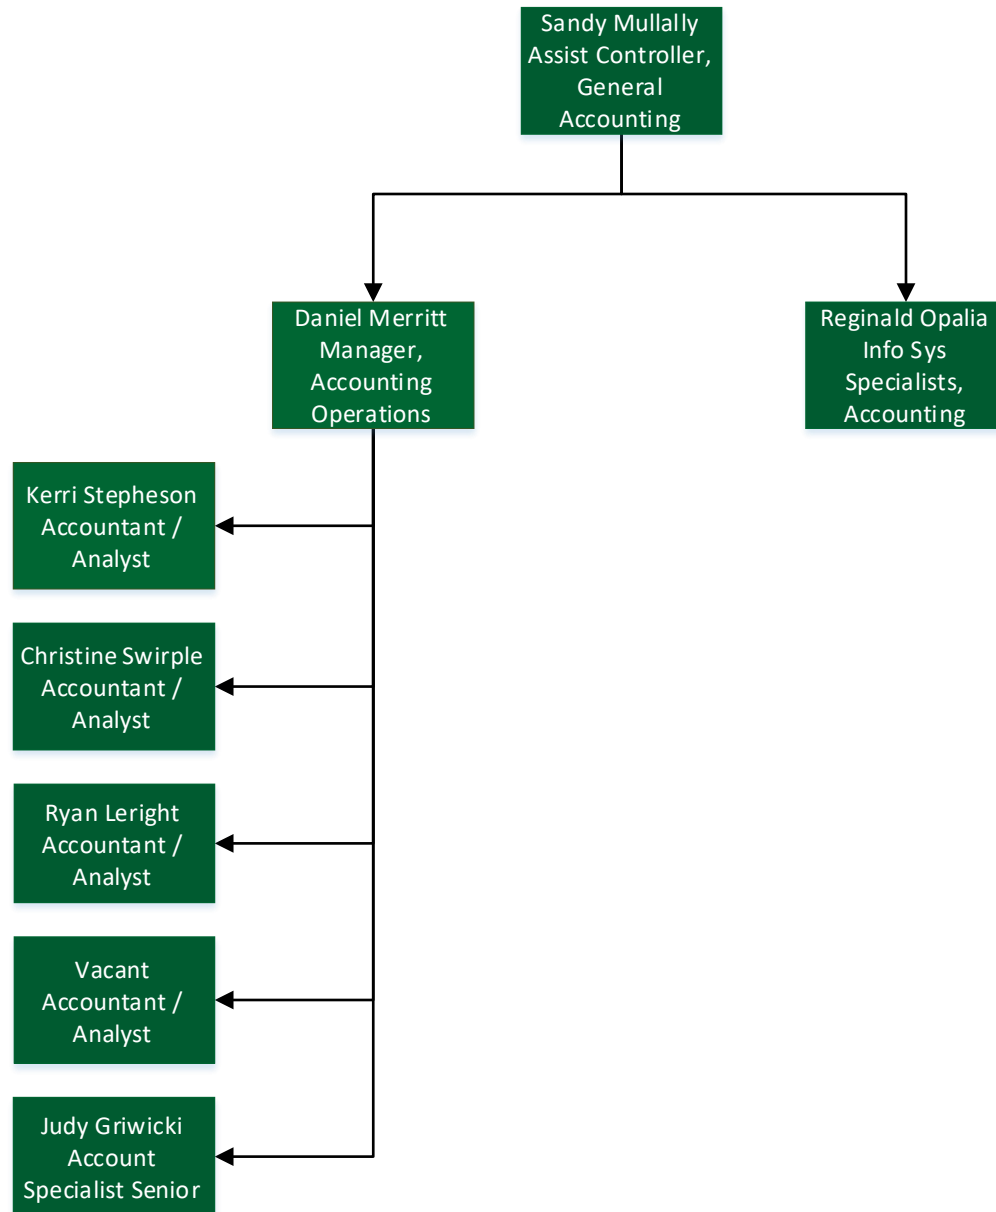 Sandy Mullally
Assist Controller,
General
Accounting
Daniel Merritt
Manager,
Accounting
Operations
Reginald Opalia
Info Sys
Specialists,
Accounting
Kerri Stepheson
Accountant /
Analyst
Christine Swirple
Accountant /
Analyst
Ryan Leright
Accountant /
Analyst
Vacant
Accountant /
Analyst
Judy Griwicki
Account
Specialist Senior